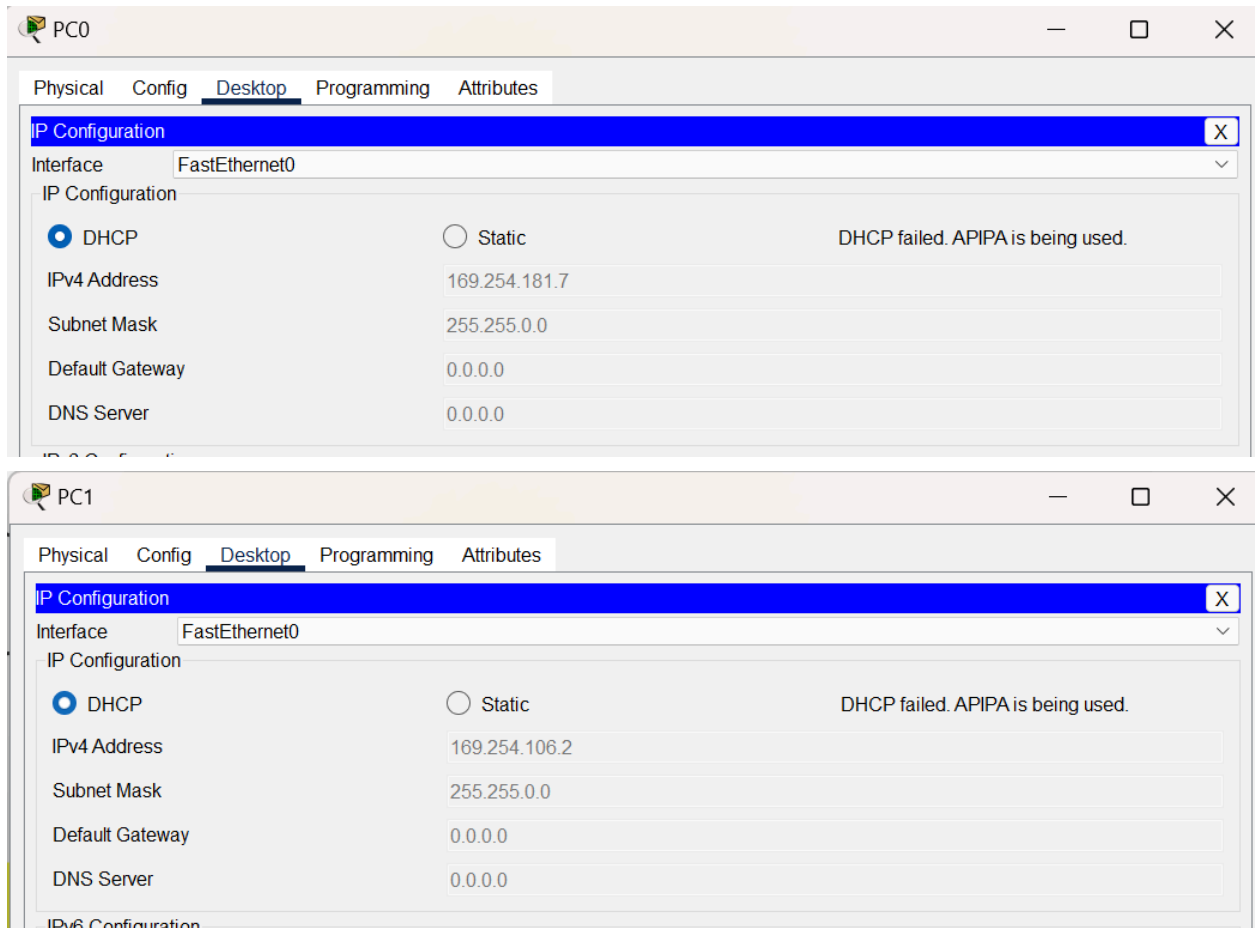 PC0
Physical Config Desktop Programming Attributes
IP Configuration X
Interface FastEthernet0
IP Configuration
DHCP Static DHCP failed. APIPA is being used.
IPv4 Address 169.254.181.7
Subnet Mask 255.255.0.0
Default Gateway 0.0.0.0
DNS Server 0.0.0.0
PC1
Physical Config Desktop Programming Attributes
IP Configuration X
Interface FastEthernet0
IP Configuration
DHCP Static DHCP failed. APIPA is being used.
IPv4 Address 169.254.106.2
Subnet Mask 255.255.0.0
Default Gateway 0.0.0.0
DNS Server 0.0.0.0
IPv6 Configuration